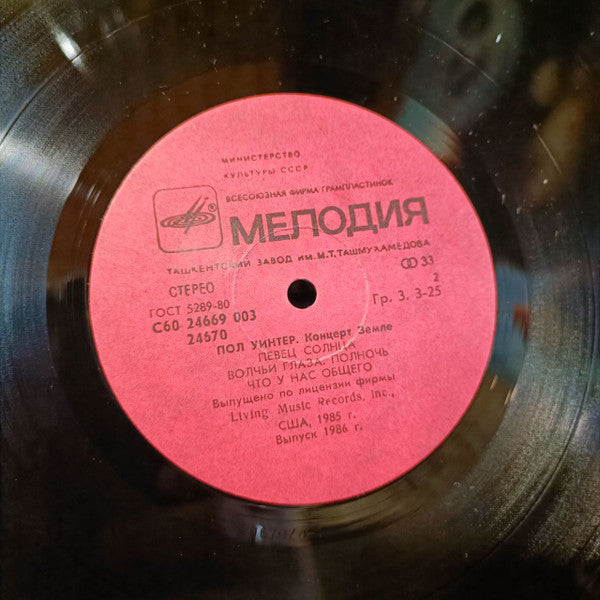 МИНИСТЕРСТВО
КУЛЬТУРЫ СССР
ВСЕСОЮЗНАЯ ФИРМА ГРАМПЛАСТИНОК
МЕЛОДИЯ
ТАШКЕНТСКИЙ ЗАВОД ИМ. М.Т. ТАШМУХАМЕДОВА
СТЕРЕО
33
ГОСТ 5289-80
2
С60 24669 003
Гр. 3. 3-25
24670
ПОЛ УИНТЕР. Концерт Земле
ПЕВЕЦ СОЛНЦА
ВОЛЧЬИ ГЛАЗА. ПОЛНОЧЬ
ЧТО У НАС ОБЩЕГО
Выпущено по лицензии фирмы
Living Music Records, Inc.,
США, 1985 г.
Выпуск 1986 г.